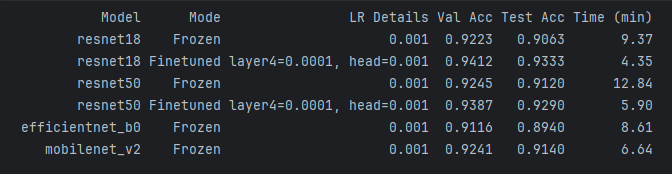 Model Mode LR Details Val Acc Test Acc Time (min)
resnet18 Frozen 0.001 0.9223 0.9063 9.37
resnet18 Finetuned layer4=0.0001, head=0.001 0.9412 0.9333 4.35
resnet50 Frozen 0.001 0.9245 0.9120 12.84
resnet50 Finetuned layer4=0.0001, head=0.001 0.9387 0.9290 5.90
efficientnet_b0 Frozen 0.001 0.9116 0.8940 8.61
mobilenet_v2 Frozen 0.001 0.9241 0.9140 6.64